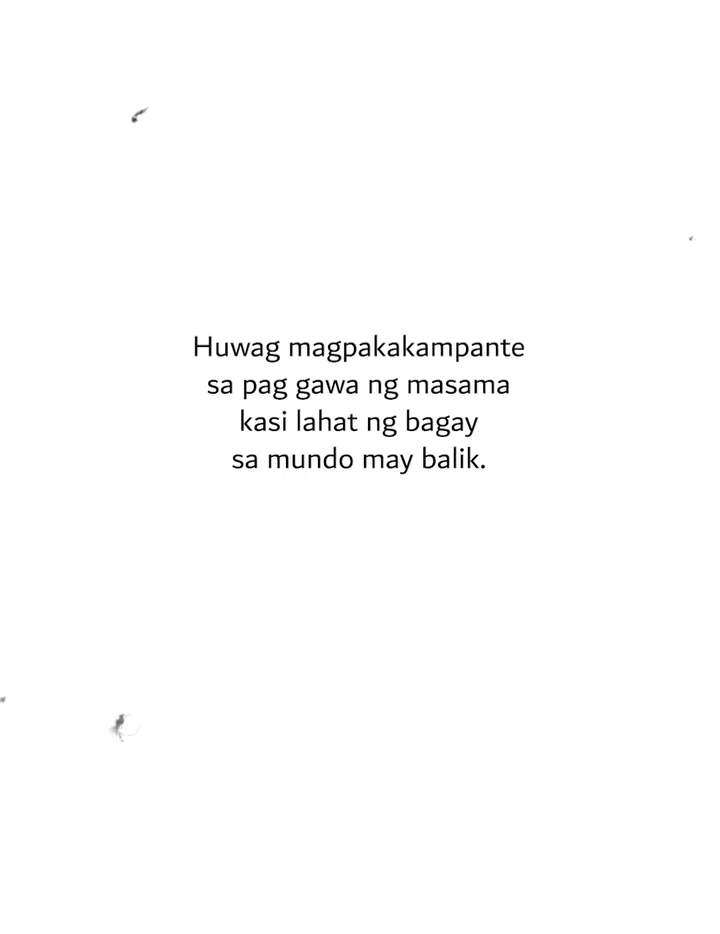 Huwag magpakakampante
sa pag gawa ng masama
kasi lahat ng bagay
sa mundo may balik.